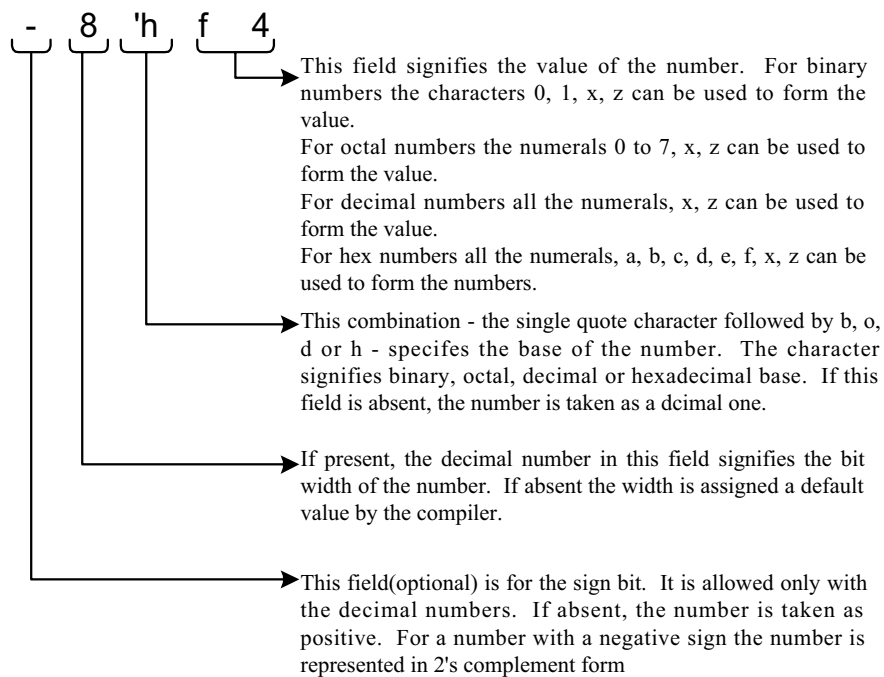 - 8 'h f 4
This field signifies the value of the number. For binary
numbers the characters 0, 1, x, z can be used to form the
value.
For octal numbers the numerals 0 to 7, x, z can be used to
form the value.
For decimal numbers all the numerals, x, z can be used to
form the value.
For hex numbers all the numerals, a, b, c, d, e, f, x, z can be
used to form the numbers.
This combination - the single quote character followed by b, o,
d or h - specifes the base of the number. The character
signifies binary, octal, decimal or hexadecimal base. If this
field is absent, the number is taken as a dcimal one.
If present, the decimal number in this field signifies the bit
width of the number. If absent the width is assigned a default
value by the compiler.
This field(optional) is for the sign bit. It is allowed only with
the decimal numbers. If absent, the number is taken as
positive. For a number with a negative sign the number is
represented in 2's complement form